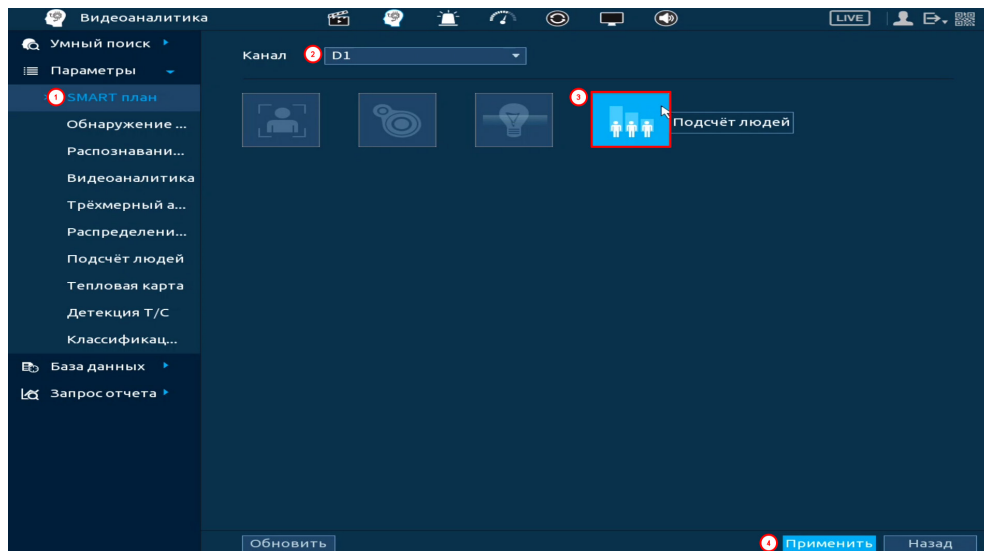 Видеоаналитика
LIVE
Умный поиск
Параметры
1 SMART план
Обнаружение ...
Распознавани...
Видеоаналитика
Трёхмерный а...
Распределени...
Подсчёт людей
Тепловая карта
Детекция Т/С
Классификац...
База данных
Запрос отчета
Канал 2 D1
3
Подсчёт людей
Обновить
4 Применить
Назад